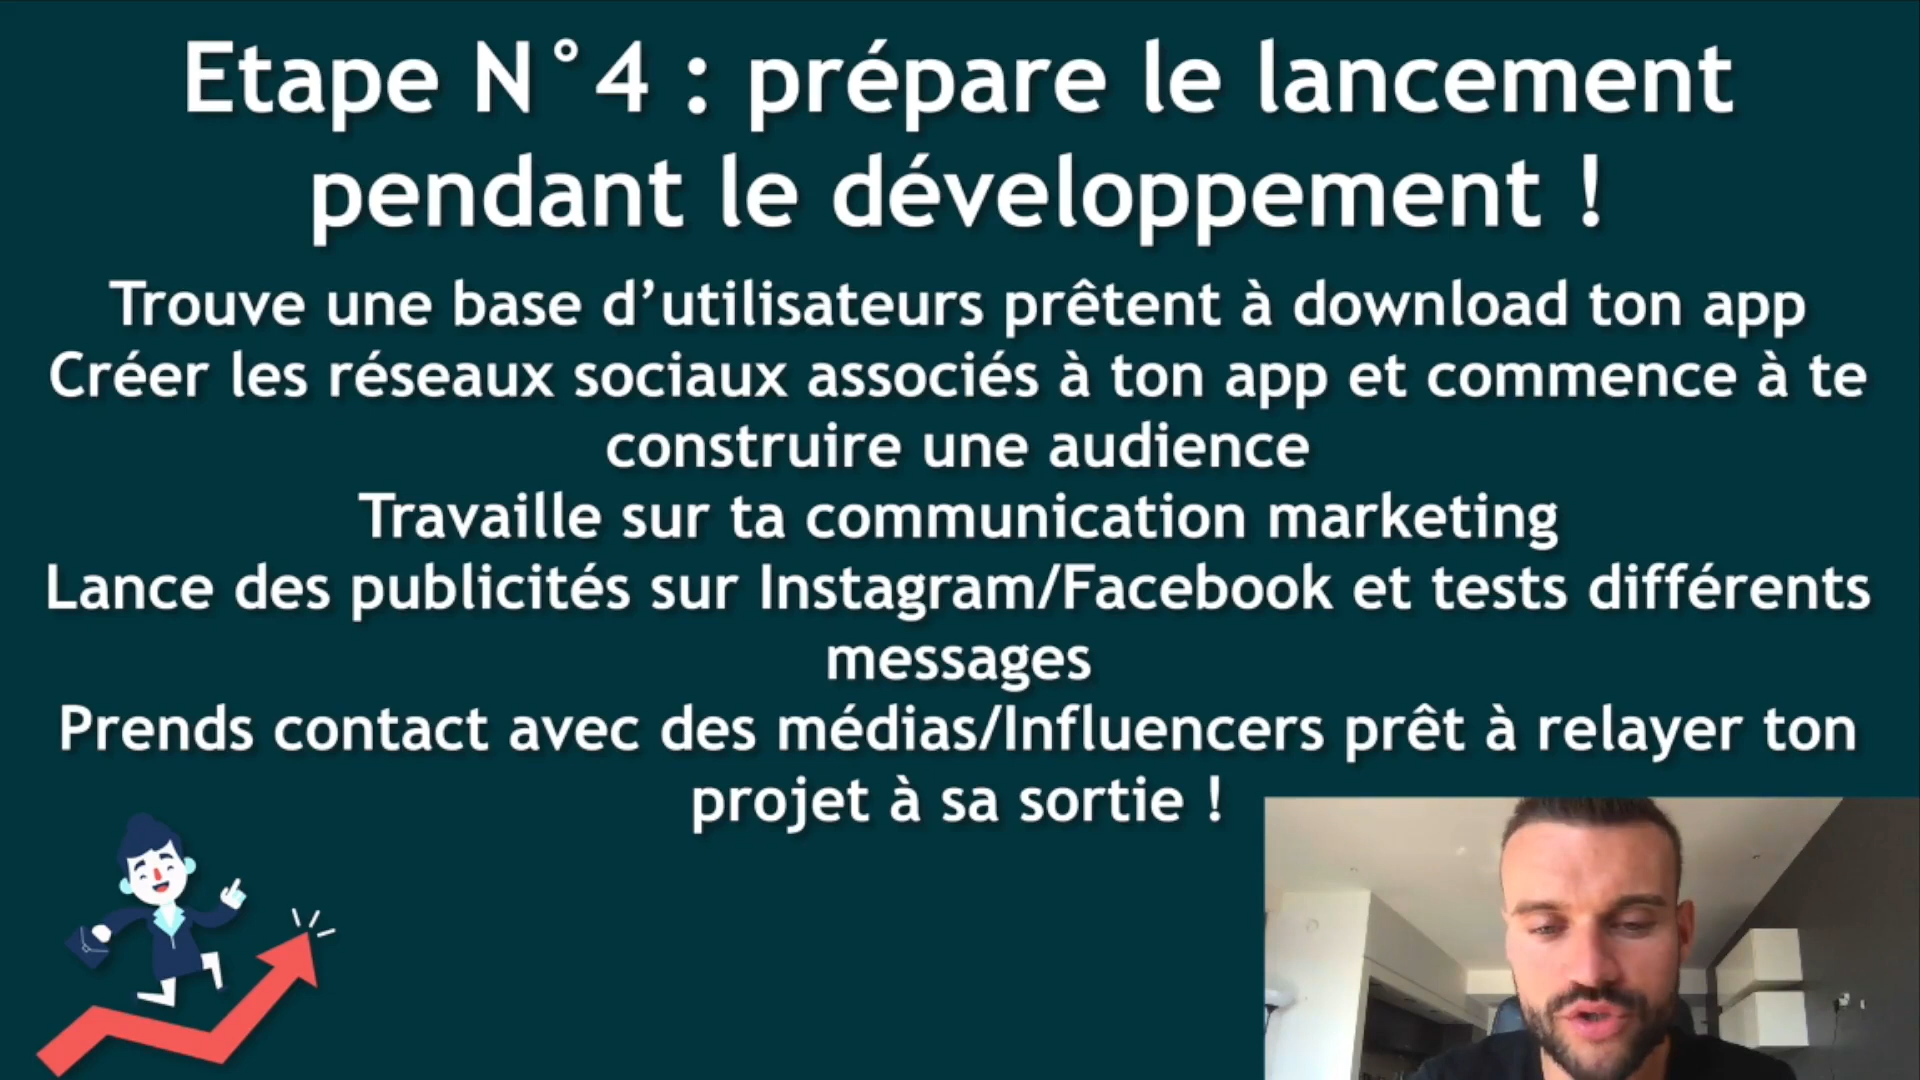 Etape N°4 : prépare le lancement
pendant le développement !
Trouve une base d’utilisateurs prêtent à download ton app
Créer les réseaux sociaux associés à ton app et commence à te
construire une audience
Travaille sur ta communication marketing
Lance des publicités sur Instagram/Facebook et tests différents
messages
Prends contact avec des médias/Influencers prêt à relayer ton
projet à sa sortie !